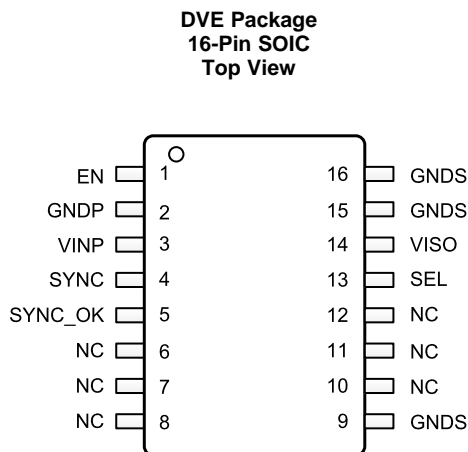 DVE Package
16-Pin SOIC
Top View
EN 1 16 GNDS
GNDP 2 15 GNDS
VINP 3 14 VISO
SYNC 4 13 SEL
SYNC_OK 5 12 NC
NC 6 11 NC
NC 7 10 NC
NC 8 9 GNDS